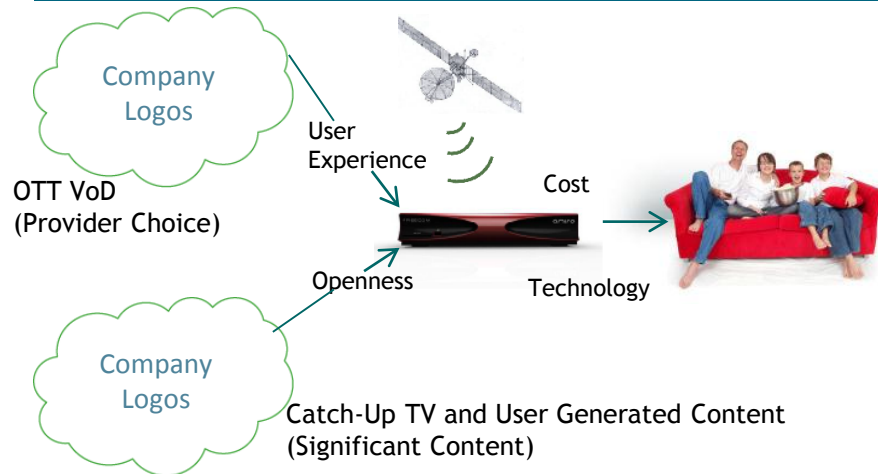 Company
Logos
User
Experience
OTT VoD
(Provider Choice)
Cost
Openness
Technology
Company
Logos
Catch-Up TV and User Generated Content
(Significant Content)